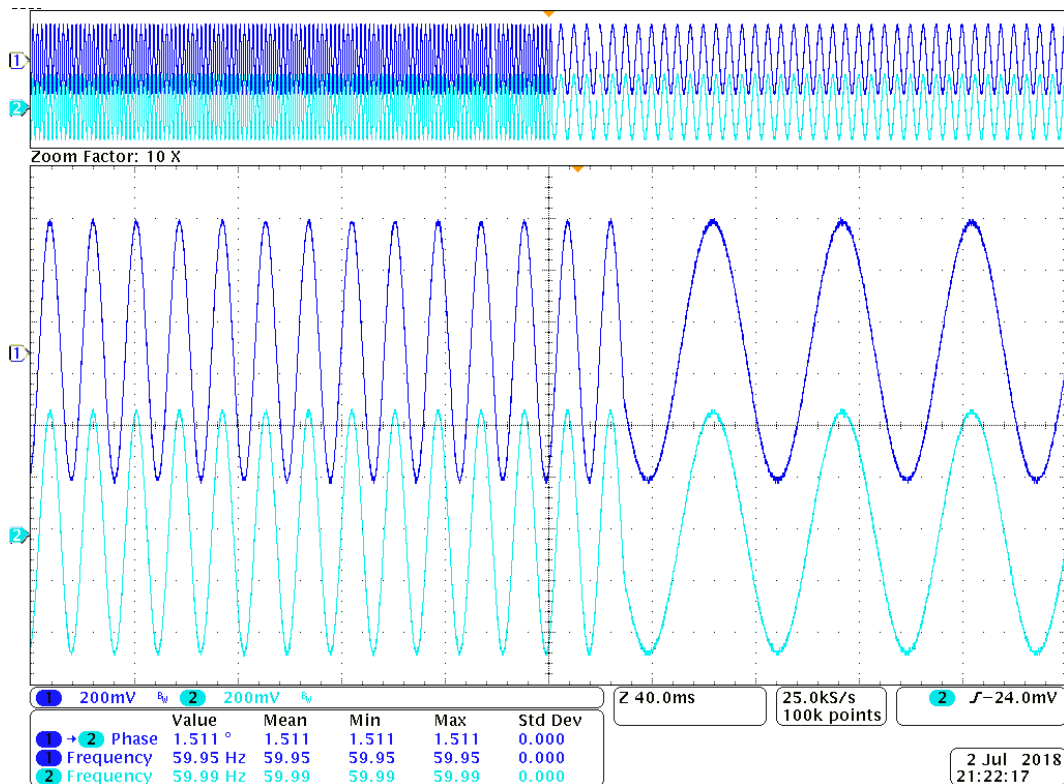 1
2
Zoom Factor: 10 X
1
2
1 200mV BW 2 200mV BW
Z 40.0ms
25.0kS/s
100k points
2 ∫−24.0mV
Value Mean Min Max Std Dev
1 → 2 Phase 1.511 ° 1.511 1.511 1.511 0.000
1 Frequency 59.95 Hz 59.95 59.95 59.95 0.000
2 Frequency 59.99 Hz 59.99 59.99 59.99 0.000
2 Jul 2018
21:22:17